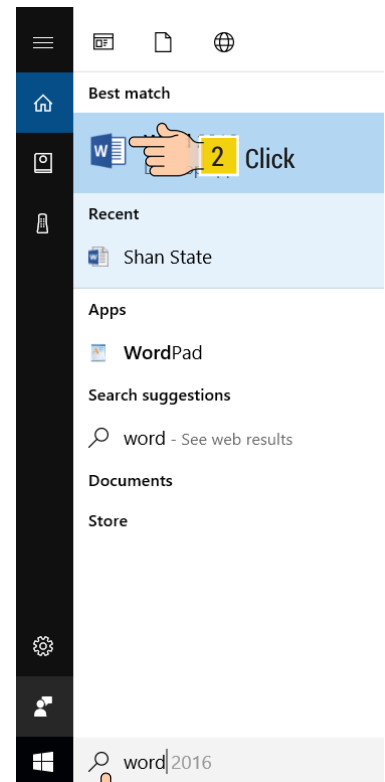 Best match
2 Click
Recent
Shan State
Apps
WordPad
Search suggestions
word - See web results
Documents
Store
word 2016